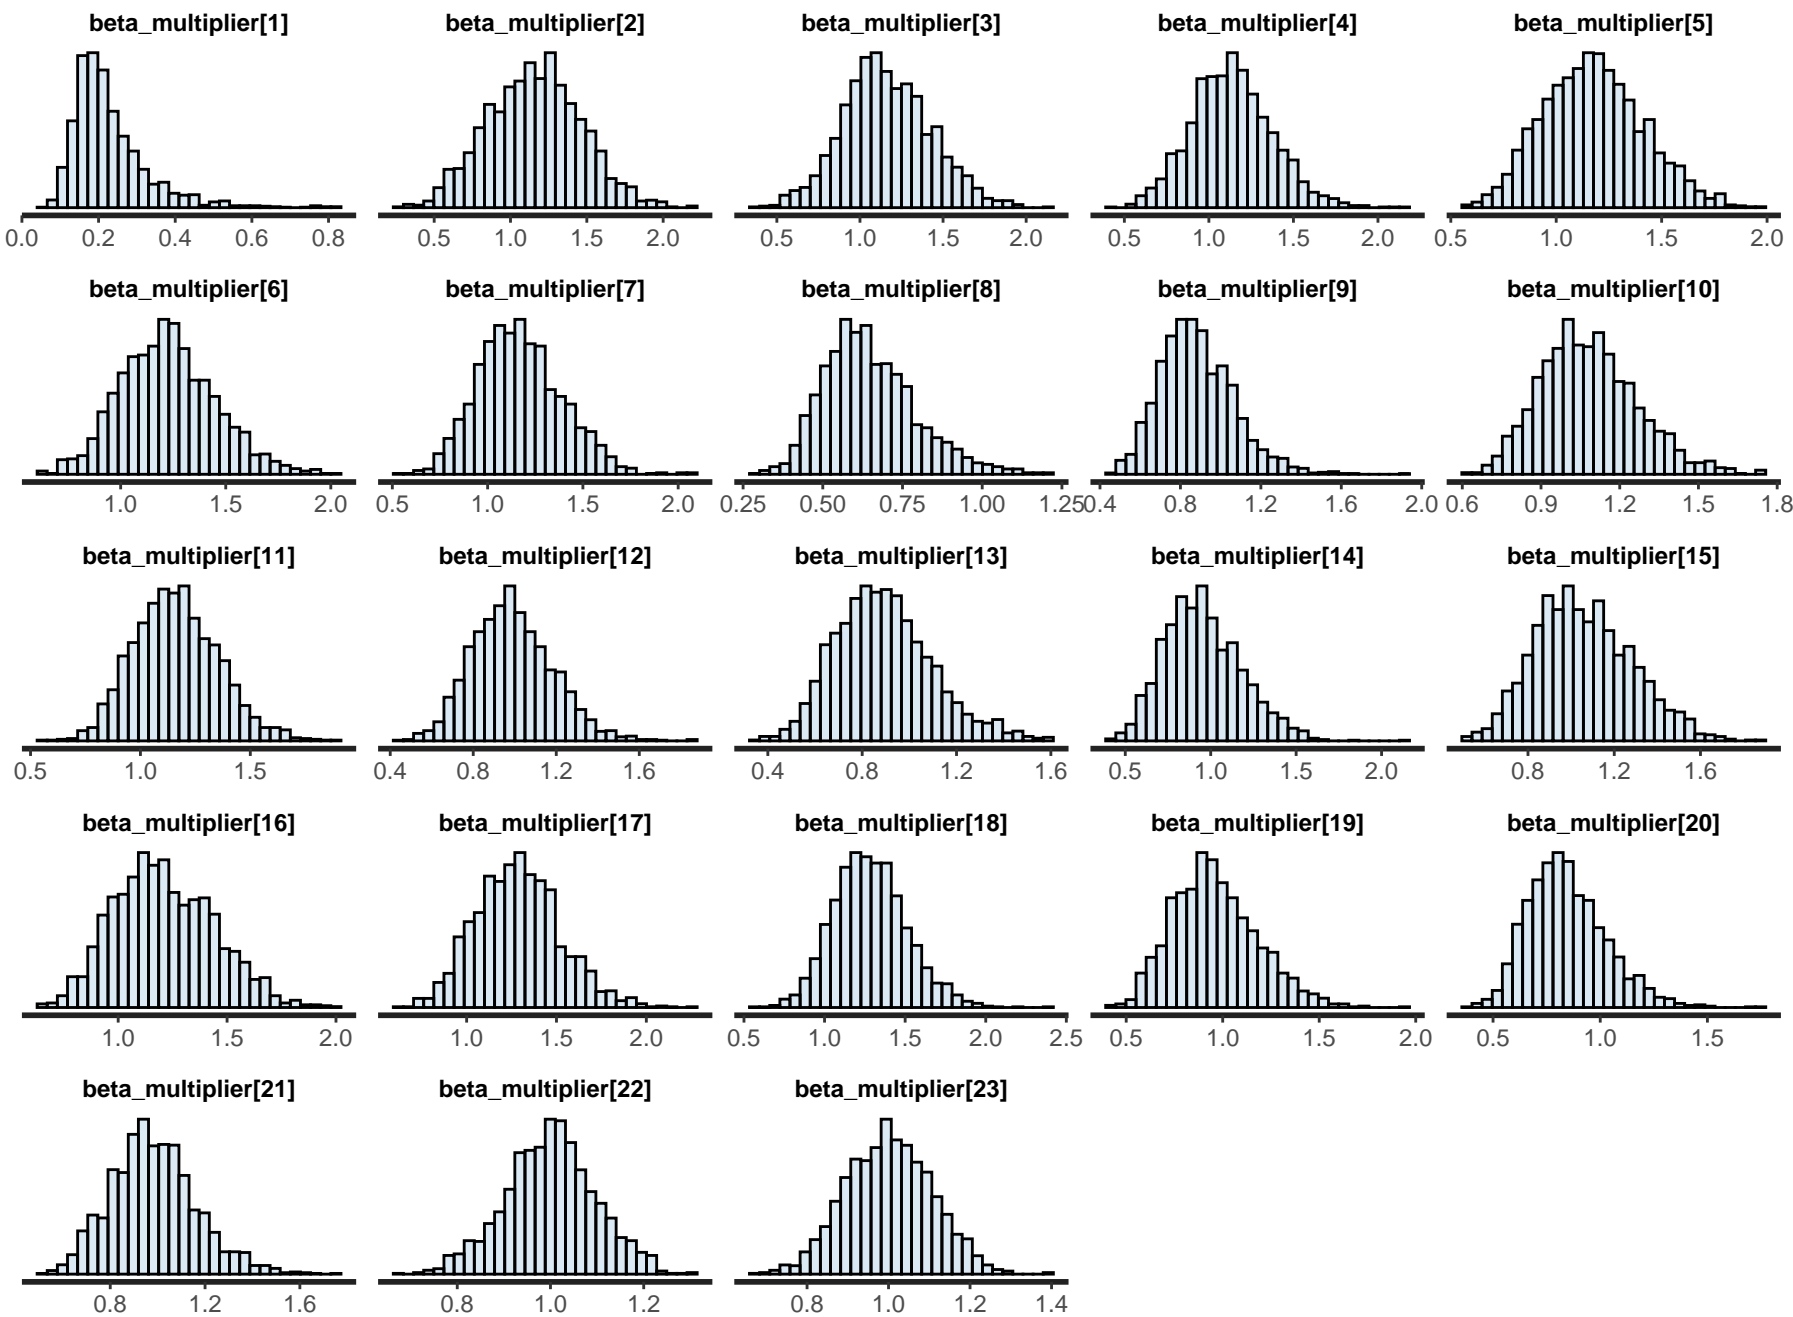 beta_multiplier[1] beta_multiplier[2] beta_multiplier[3] beta_multiplier[4] beta_multiplier[5]
0.0 0.2 0.4 0.6 0.8 0.5 1.0 1.5 2.0 0.5 1.0 1.5 2.0 0.5 1.0 1.5 2.0 0.5 1.0 1.5 2.0
beta_multiplier[6] beta_multiplier[7] beta_multiplier[8] beta_multiplier[9] beta_multiplier[10]
1.0 1.5 2.0 0.5 1.0 1.5 2.0 0.25 0.50 0.75 1.00 1.25 0.4 0.8 1.2 1.6 2.0 0.6 0.9 1.2 1.5 1.8
beta_multiplier[11] beta_multiplier[12] beta_multiplier[13] beta_multiplier[14] beta_multiplier[15]
0.5 1.0 1.5 0.4 0.8 1.2 1.6 0.4 0.8 1.2 1.6 0.5 1.0 1.5 2.0 0.8 1.2 1.6
beta_multiplier[16] beta_multiplier[17] beta_multiplier[18] beta_multiplier[19] beta_multiplier[20]
1.0 1.5 2.0 1.0 1.5 2.0 0.5 1.0 1.5 2.0 2.5 0.5 1.0 1.5 2.0 0.5 1.0 1.5
beta_multiplier[21] beta_multiplier[22] beta_multiplier[23]
0.8 1.2 1.6 0.8 1.0 1.2 0.8 1.0 1.2 1.4